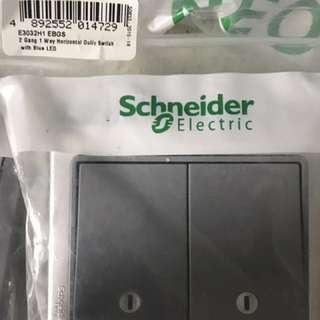 4 892552 014729
E3032H1 EBGS
2 Gang 1 Way Horizontal Dolly Switch
with Blue LED
Schneider
Electric